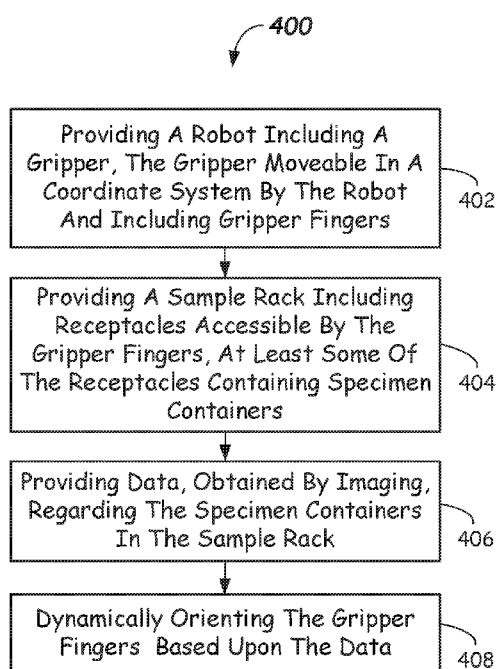 400
Providing A Robot Including A
Gripper, The Gripper Moveable In A
Coordinate System By The Robot
And Including Gripper Fingers
402
Providing A Sample Rack Including
Receptacles Accessible By The
Gripper Fingers, At Least Some Of
The Receptacles Containing Specimen
Containers
404
Providing Data, Obtained By Imaging,
Regarding The Specimen Containers
In The Sample Rack
406
Dynamically Orienting The Gripper
Fingers Based Upon The Data
408